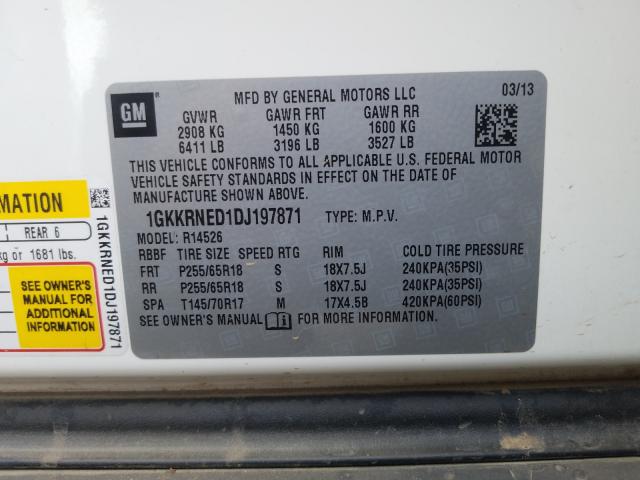 GM
MFD BY GENERAL MOTORS LLC 03/13
GVWR GAWR FRT GAWR RR
2908 KG 1450 KG 1600 KG
6411 LB 3196 LB 3527 LB
THIS VEHICLE CONFORMS TO ALL APPLICABLE U.S. FEDERAL MOTOR
VEHICLE SAFETY STANDARDS IN EFFECT ON THE DATE OF
MANUFACTURE SHOWN ABOVE.
1GKKRNED1DJ197871 TYPE: M.P.V.
MODEL: R14526
RBBF TIRE SIZE SPEED RTG RIM COLD TIRE PRESSURE
FRT P255/65R18 S 18X7.5J 240KPA(35PSI)
RR P255/65R18 S 18X7.5J 240KPA(35PSI)
SPA T145/70R17 M 17X4.5B 420KPA(60PSI)
SEE OWNER'S MANUAL FOR MORE INFORMATION.
REAR 6
kg or 1681 lbs.
SEE OWNER'S
MANUAL FOR
ADDITIONAL
INFORMATION
1GKKRNED1DJ197871